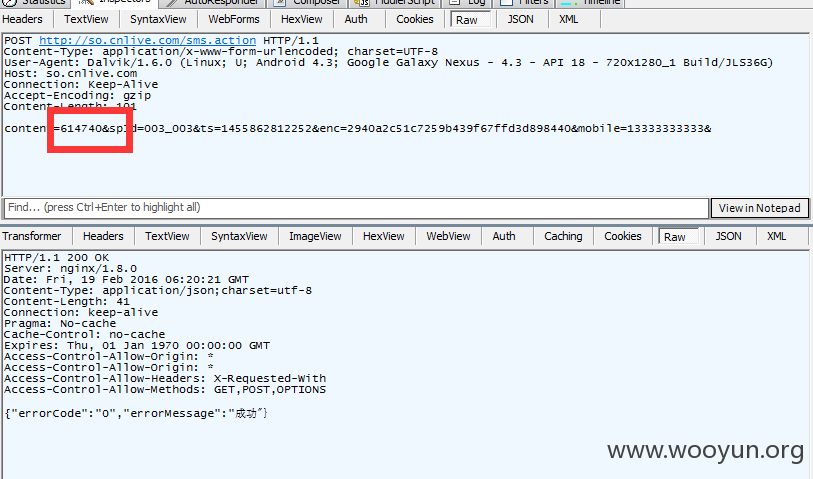 Statistics Inspectors AutoResponder Composer FiddlerScript Log Filters Timeline
Headers TextView SyntaxView WebForms HexView Auth Cookies Raw JSON XML
POST http://so.cnlive.com/sms.action HTTP/1.1
Content-Type: application/x-www-form-urlencoded; charset=UTF-8
User-Agent: Dalvik/1.6.0 (Linux; U; Android 4.3; Google Galaxy Nexus - 4.3 - API 18 - 720x1280_1 Build/JLS36G)
Host: so.cnlive.com
Connection: Keep-Alive
Accept-Encoding: gzip
Content-Length: 101
content=614740&spId=003_003&ts=1455862812252&enc=2940a2c51c7259b439f67ffd3d898440&mobile=13333333333&
Find... (press Ctrl+Enter to highlight all) View in Notepad
Transformer Headers TextView SyntaxView ImageView HexView WebView Auth Caching Cookies Raw JSON XML
HTTP/1.1 200 OK
Server: nginx/1.8.0
Date: Fri, 19 Feb 2016 06:20:21 GMT
Content-Type: application/json;charset=utf-8
Content-Length: 41
Connection: keep-alive
Pragma: No-cache
Cache-Control: no-cache
Expires: Thu, 01 Jan 1970 00:00:00 GMT
Access-Control-Allow-Origin: *
Access-Control-Allow-Origin: *
Access-Control-Allow-Headers: X-Requested-With
Access-Control-Allow-Methods: GET,POST,OPTIONS
{"errorCode":"0","errorMessage":"成功"}
www.wooyun.org